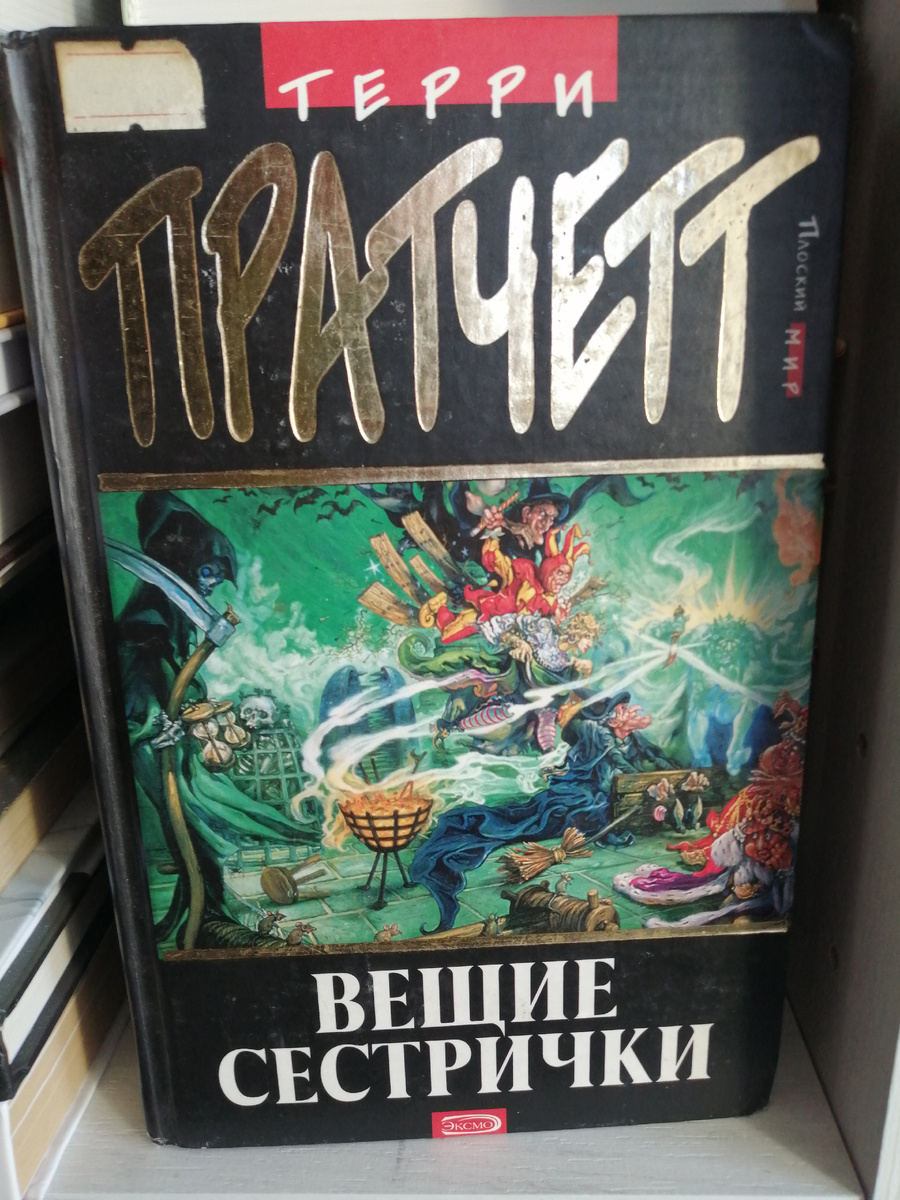 ТЕРРИ
ПРАТЧЕТТ
Плоский МИР
ВЕЩИЕ
СЕСТРИЧКИ
ЭКСМО